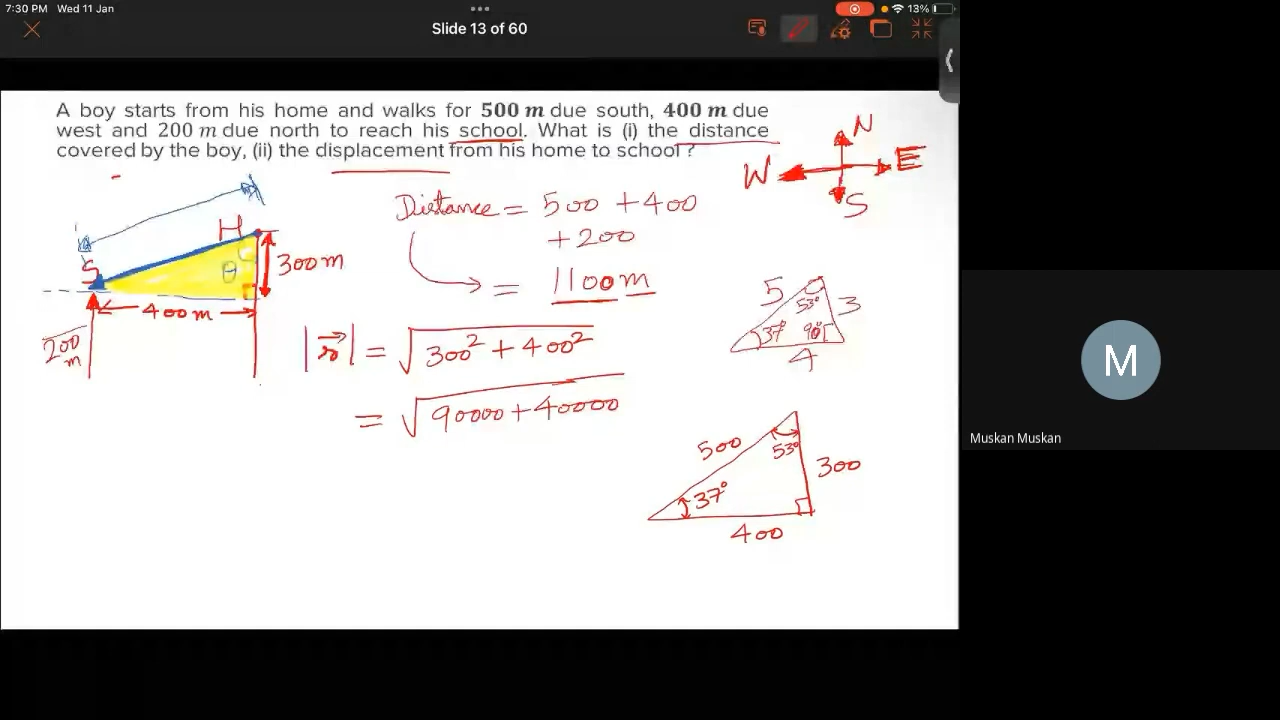 7:30 PM Wed 11 Jan
13%
Slide 13 of 60
A boy starts from his home and walks for 500 m due south, 400 m due
west and 200 m due north to reach his school. What is (i) the distance
covered by the boy, (ii) the displacement from his home to school ?
N
W E
S
Distance = 500 + 400
+ 200
= 1100m
H
S
θ
300m
400m
200
m
|r⃗| = √300² + 400²
= √90000 + 40000
5
53°
3
37° 90°
4
500
53°
300
37°
400
M
Muskan Muskan